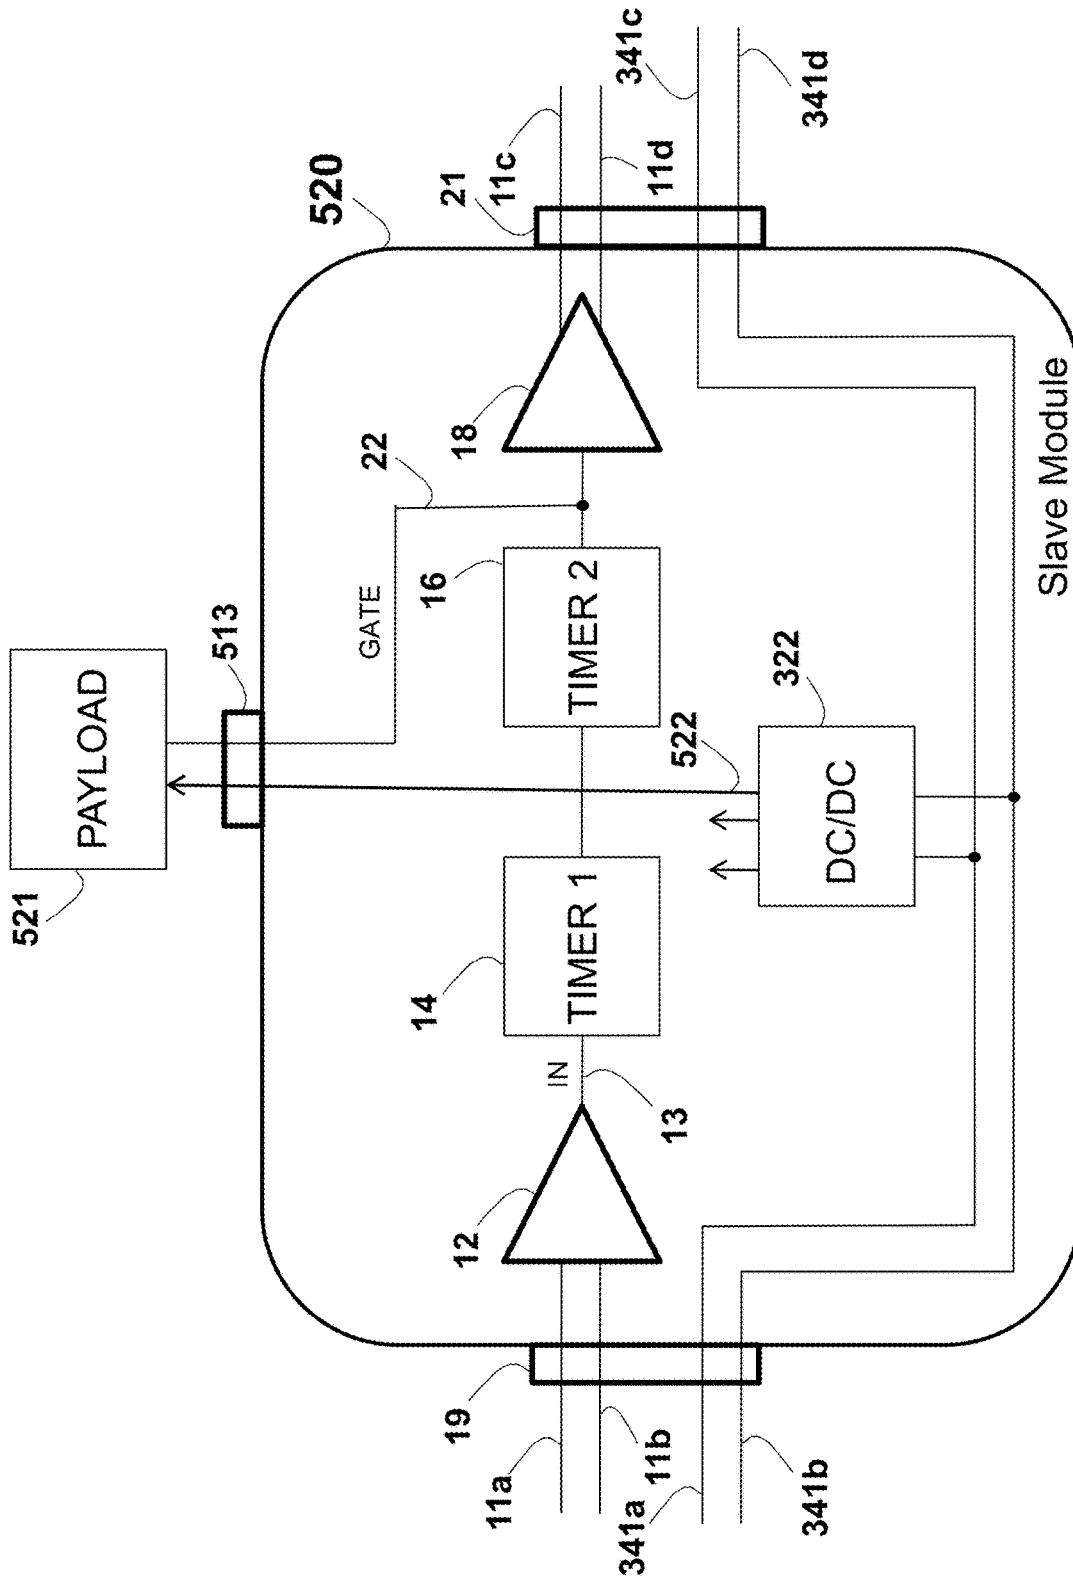 520
521
PAYLOAD
513
GATE
22
19
11a
11b
12
IN
13
14
TIMER 1
16
TIMER 2
18
21
11c
11d
522
322
DC/DC
341a
341b
341c
341d
Slave Module